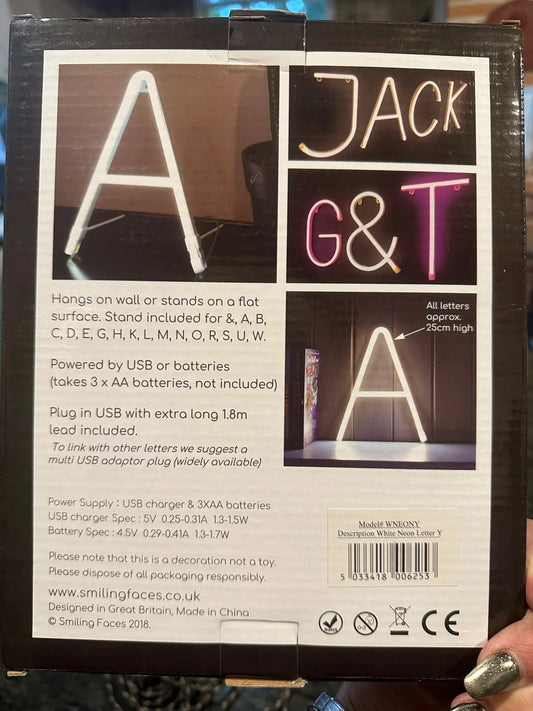 A
JACK
G&T
All letters
approx.
25cm high
A
Hangs on wall or stands on a flat
surface. Stand included for &, A, B,
C, D, E, G, H, K, L, M, N, O, R, S, U, W.
Powered by USB or batteries
(takes 3 x AA batteries, not included)
Plug in USB with extra long 1.8m
lead included.
To link with other letters we suggest a
multi USB adaptor plug (widely available)
Power Supply : USB charger & 3XAA batteries
USB charger Spec : 5V 0.25-0.31A 1.3-1.5W
Battery Spec : 4.5V 0.29-0.41A 1.3-1.7W
Please note that this is a decoration not a toy.
Please dispose of all packaging responsibly.
www.smilingfaces.co.uk
Designed in Great Britain, Made in China
© Smiling Faces 2018.
Model# WNEONY
Description White Neon Letter Y
5 033418 006253
CE